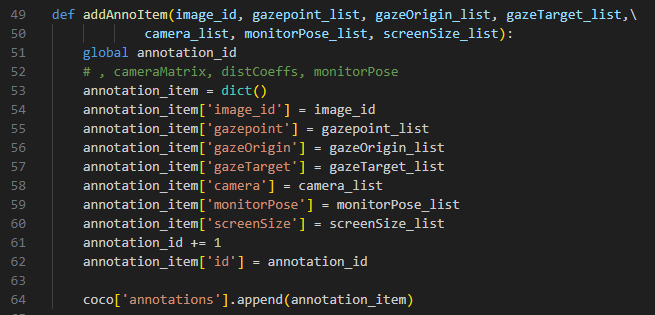 49 def addAnnoItem(image_id, gazepoint_list, gazeOrigin_list, gazeTarget_list,\
50 camera_list, monitorPose_list, screenSize_list):
51 global annotation_id
52 # , cameraMatrix, distCoeffs, monitorPose
53 annotation_item = dict()
54 annotation_item['image_id'] = image_id
55 annotation_item['gazepoint'] = gazepoint_list
56 annotation_item['gazeOrigin'] = gazeOrigin_list
57 annotation_item['gazeTarget'] = gazeTarget_list
58 annotation_item['camera'] = camera_list
59 annotation_item['monitorPose'] = monitorPose_list
60 annotation_item['screenSize'] = screenSize_list
61 annotation_id += 1
62 annotation_item['id'] = annotation_id
63
64 coco['annotations'].append(annotation_item)